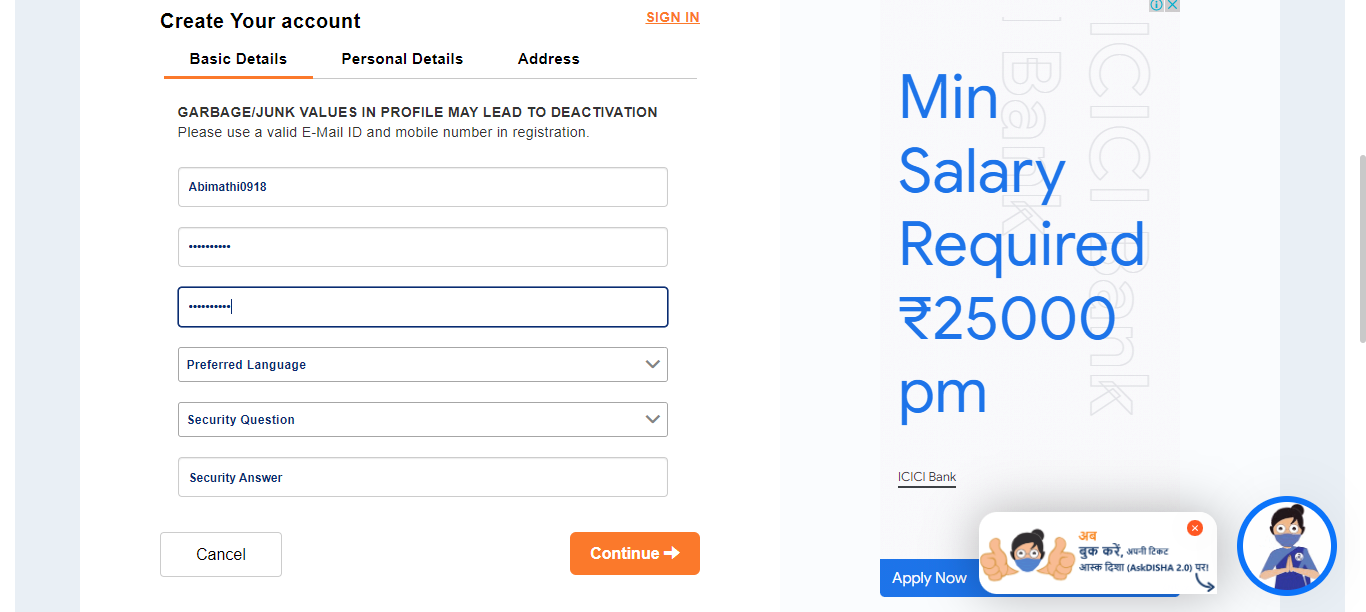 Create Your account
SIGN IN
Basic Details
Personal Details
Address
GARBAGE/JUNK VALUES IN PROFILE MAY LEAD TO DEACTIVATION
Please use a valid E-Mail ID and mobile number in registration.
Abimathi0918
••••••••••
••••••••••
Preferred Language
Security Question
Security Answer
Cancel
Continue
ICICI Bank
ICICI Bank
Min
Salary
Required
₹25000
pm
ICICI Bank
Apply Now
अब
बुक करें, अपनी टिकट
आस्क दिशा (AskDISHA 2.0) पर!